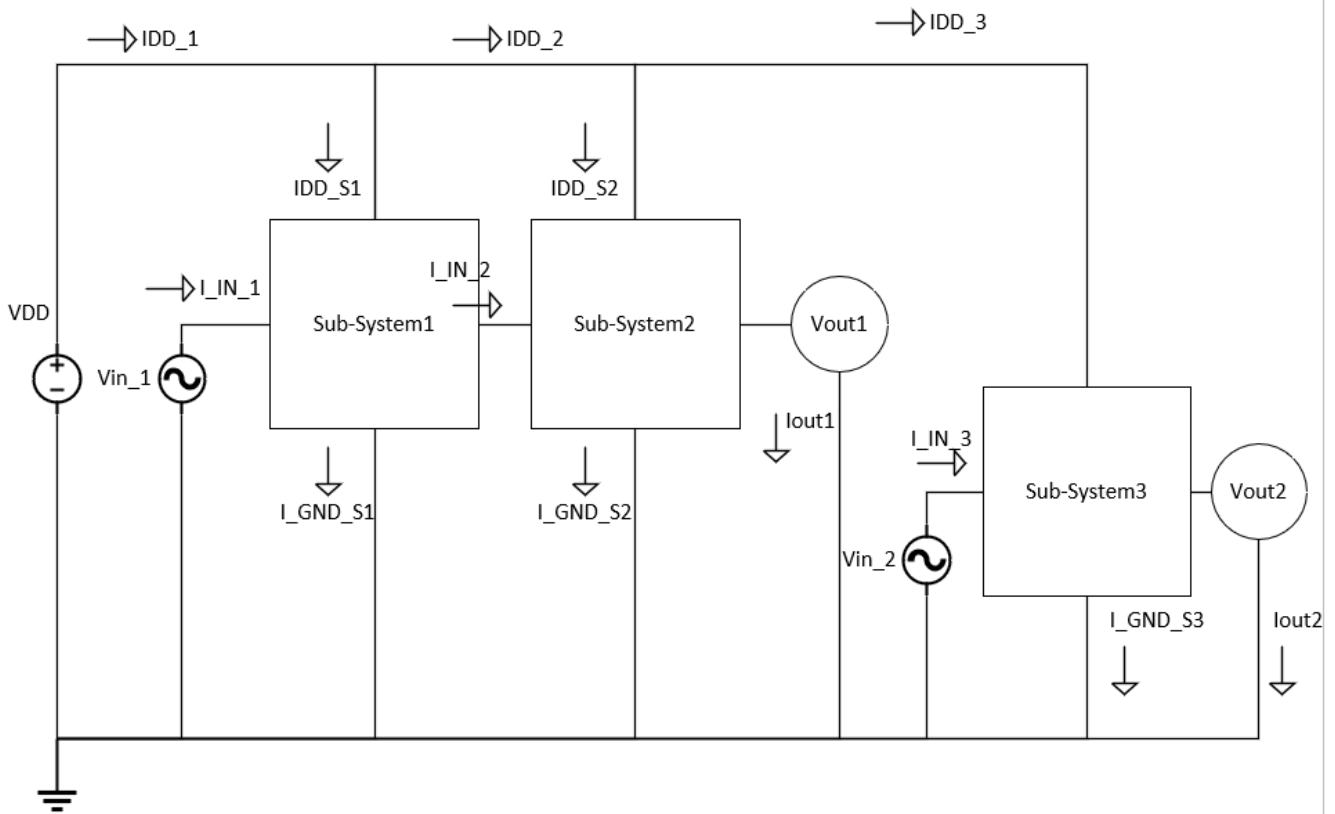 IDD_1
IDD_2
IDD_3
IDD_S1
IDD_S2
I_IN_1
I_IN_2
VDD
Vin_1
Sub-System1
Sub-System2
Vout1
Iout1
I_IN_3
I_GND_S1
I_GND_S2
Sub-System3
Vout2
Vin_2
I_GND_S3
Iout2